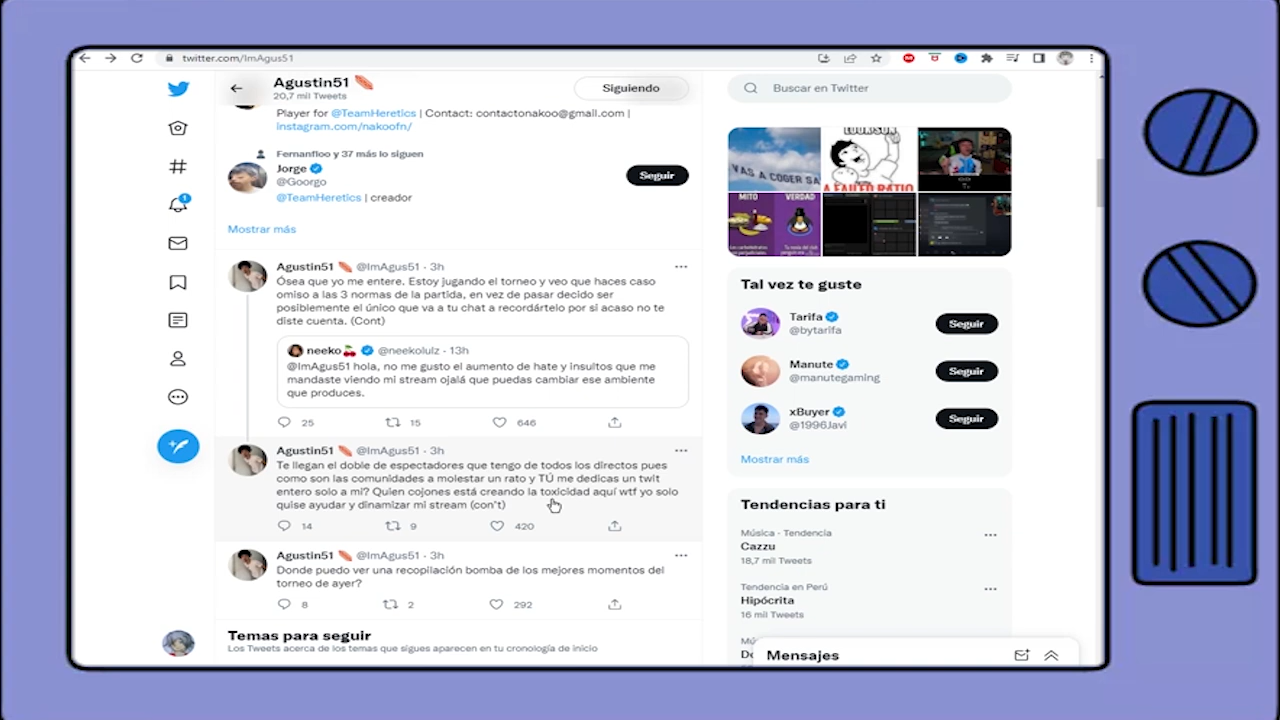 twitter.com/ImAgus51
Agustin51
20,7 mil Tweets
Siguiendo
Player for @TeamHeretics | Contact: contactonakoo@gmail.com |
instagram.com/nakoofn/
Fernanfloo y 37 más lo siguen
Jorge
@Goorgo
@TeamHeretics | creador
Seguir
Mostrar más
Agustin51 @ImAgus51 · 3h
Ósea que yo me entere. Estoy jugando el torneo y veo que haces caso
omiso a las 3 normas de la partida, en vez de pasar decido ser
posiblemente el único que va a tu chat a recordártelo por si acaso no te
diste cuenta. (Cont)
neeko @neekolulz · 13h
@ImAgus51 hola, no me gusto el aumento de hate y insultos que me
mandaste viendo mi stream ojalá que puedas cambiar ese ambiente
que produces.
25 15 646
Agustin51 @ImAgus51 · 3h
Te llegan el doble de espectadores que tengo de todos los directos pues
como son las comunidades a molestar un rato y TÚ me dedicas un twit
entero solo a mi? Quien cojones está creando la toxicidad aquí wtf yo solo
quise ayudar y dinamizar mi stream (con't)
14 9 420
Agustin51 @ImAgus51 · 3h
Donde puedo ver una recopilación bomba de los mejores momentos del
torneo de ayer?
8 2 292
Temas para seguir
Los Tweets acerca de los temas que sigues aparecen en tu cronología de inicio
Buscar en Twitter
VAS A COGER SA
A FAILED RATIO
MITO VERDAD
Tal vez te guste
Tarifa
@bytarifa
Seguir
Manute
@manutegaming
Seguir
xBuyer
@1996Javi
Seguir
Mostrar más
Tendencias para ti
Música · Tendencia
Cazzu
18,7 mil Tweets
Tendencia en Perú
Hipócrita
16 mil Tweets
Mensajes